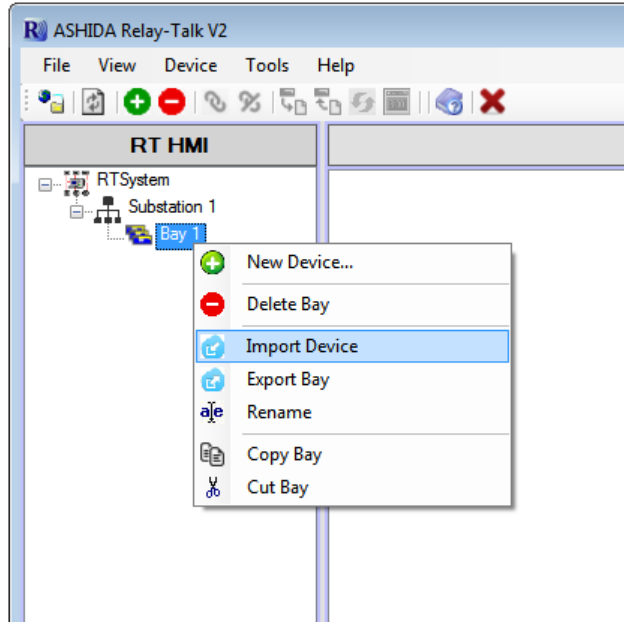 ASHIDA Relay-Talk V2
File View Device Tools Help
RT HMI
RTSystem
Substation 1
Bay 1
New Device...
Delete Bay
Import Device
Export Bay
Rename
Copy Bay
Cut Bay